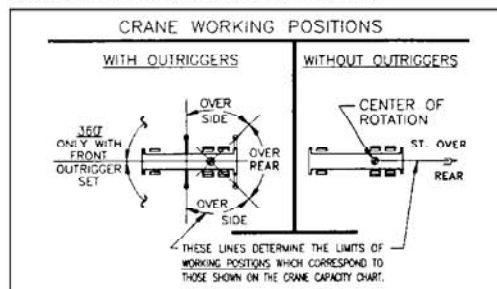 CRANE WORKING POSITIONS
WITH OUTRIGGERS
WITHOUT OUTRIGGERS
OVER
SIDE
360°
ONLY WITH
FRONT
OUTRIGGER
SET
OVER
REAR
OVER
SIDE
CENTER OF
ROTATION
ST. OVER
REAR
THESE LINES DETERMINE THE LIMITS OF
WORKING POSITIONS WHICH CORRESPOND TO
THOSE SHOWN ON THE CRANE CAPACITY CHART.